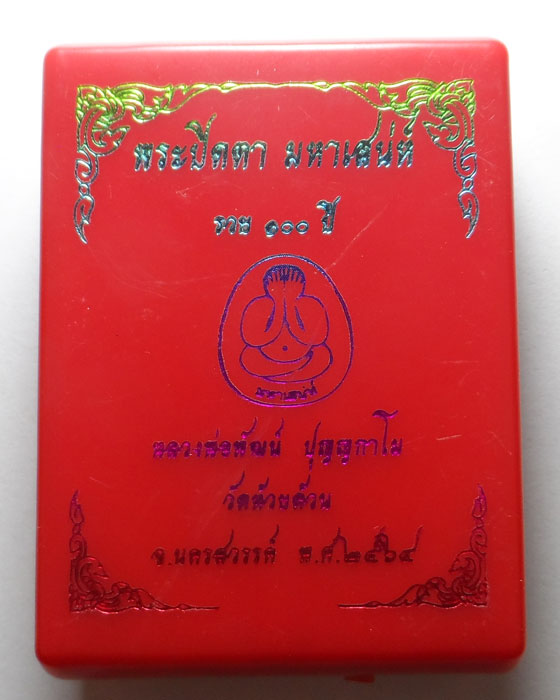 พระปิดตา มหาเสน่ห์
รวย ๑๐๐ ปี
มหาเสน่ห์
หลวงพ่อพัฒน์ ปุญฺญกาโม
วัดห้วยด้วน
จ.นครสวรรค์ พ.ศ.๒๕๖๔